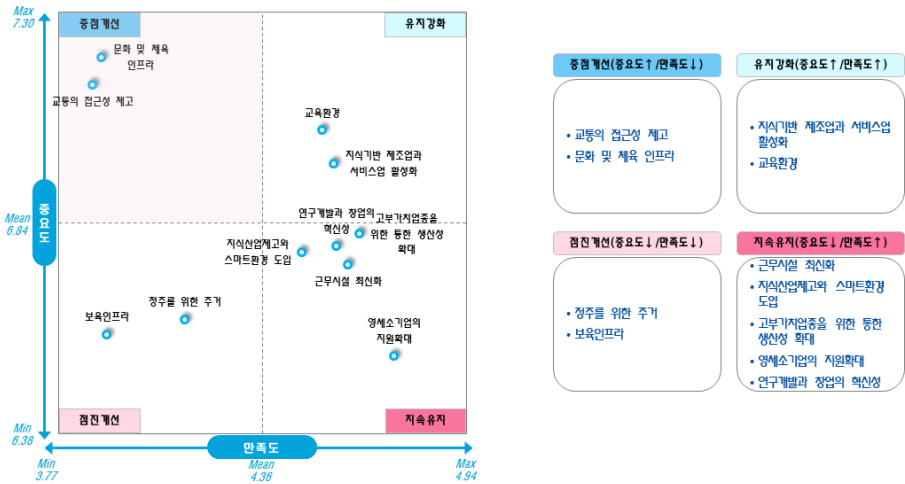 Max
7.30
중점개선
유지강화
문화 및 체육
인프라
교통의 접근성 제고
교육환경
지식기반 제조업과
서비스업 활성화
Mean
6.84
중요도
연구개발과 창업의
혁신성
고부가치업종을
위한 통한 생산성
확대
지식산업제고와
스마트환경 도입
근무시설 최신화
정주를 위한 주거
보육인프라
영세소기업의
지원확대
점진개선
지속유지
Min
6.38
만족도
Min
3.77
Mean
4.36
Max
4.94
중점개선(중요도↑/만족도↓)
• 교통의 접근성 제고
• 문화 및 체육 인프라
유지강화(중요도↑/만족도↑)
• 지식기반 제조업과 서비스업
활성화
• 교육환경
점진개선(중요도↓/만족도↓)
• 정주를 위한 주거
• 보육인프라
지속유지(중요도↓/만족도↑)
• 근무시설 최신화
• 지식산업제고와 스마트환경
도입
• 고부가치업종을 위한 통한
생산성 확대
• 영세소기업의 지원확대
• 연구개발과 창업의 혁신성